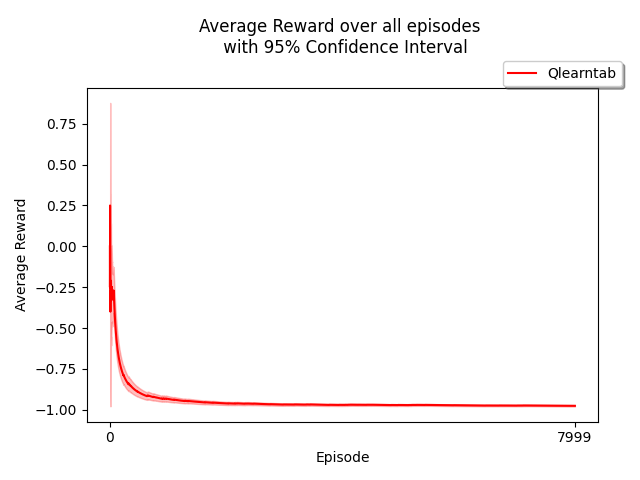 Average Reward over all episodes
with 95% Confidence Interval
Qlearntab
0.75
0.50
0.25
0.00
−0.25
−0.50
−0.75
−1.00
Average Reward
0
7999
Episode